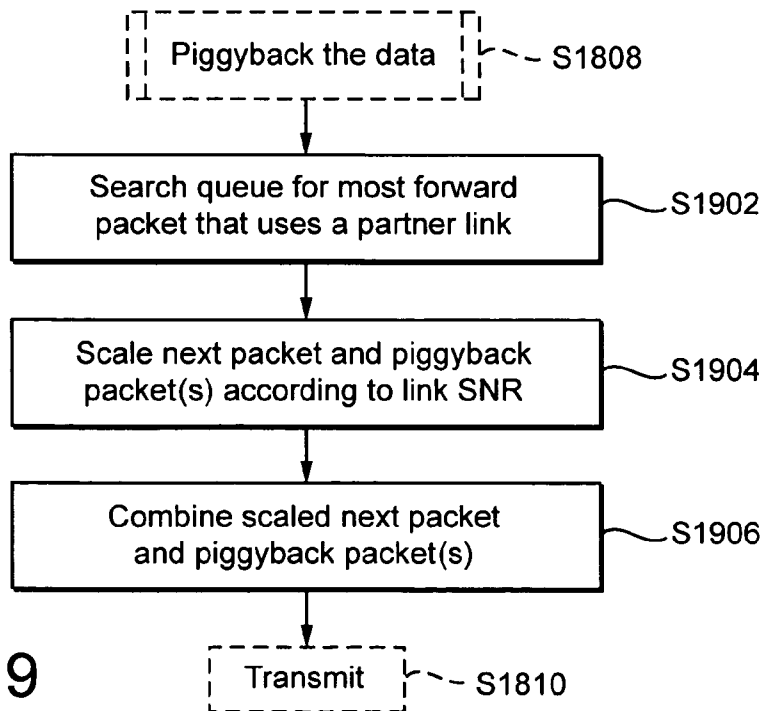 Piggyback the data
S1808
Search queue for most forward
packet that uses a partner link
S1902
Scale next packet and piggyback
packet(s) according to link SNR
S1904
Combine scaled next packet
and piggyback packet(s)
S1906
9
Transmit
S1810